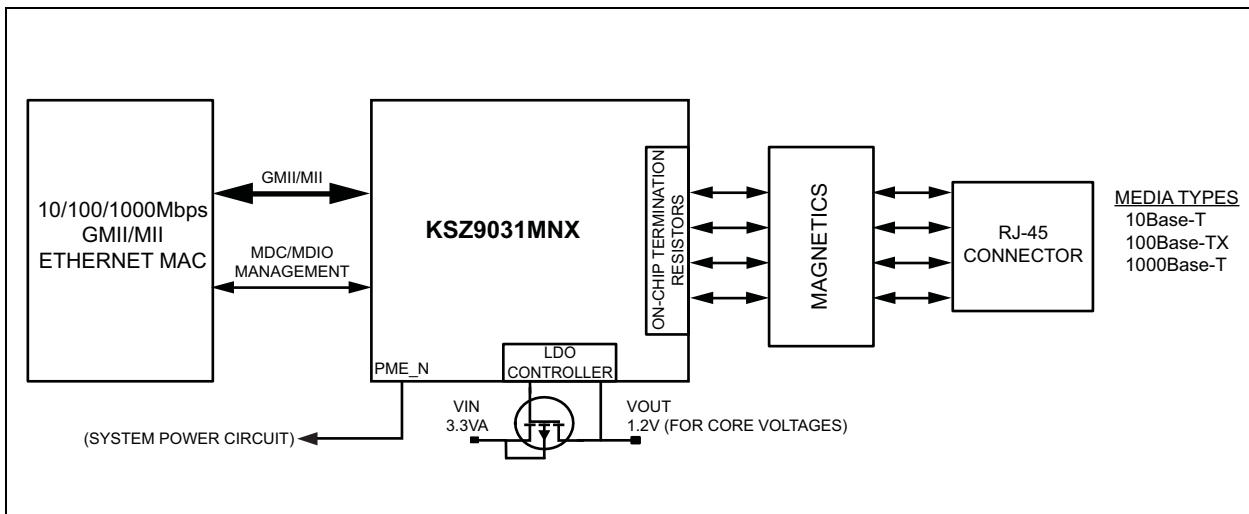 10/100/1000Mbps
GMII/MII
ETHERNET MAC
GMII/MII
MDC/MDIO
MANAGEMENT
KSZ9031MNX
ON-CHIP TERMINATION
RESISTORS
LDO
CONTROLLER
PME_N
(SYSTEM POWER CIRCUIT)
VIN
3.3VA
VOUT
1.2V (FOR CORE VOLTAGES)
MAGNETICS
RJ-45
CONNECTOR
MEDIA TYPES
10Base-T
100Base-TX
1000Base-T